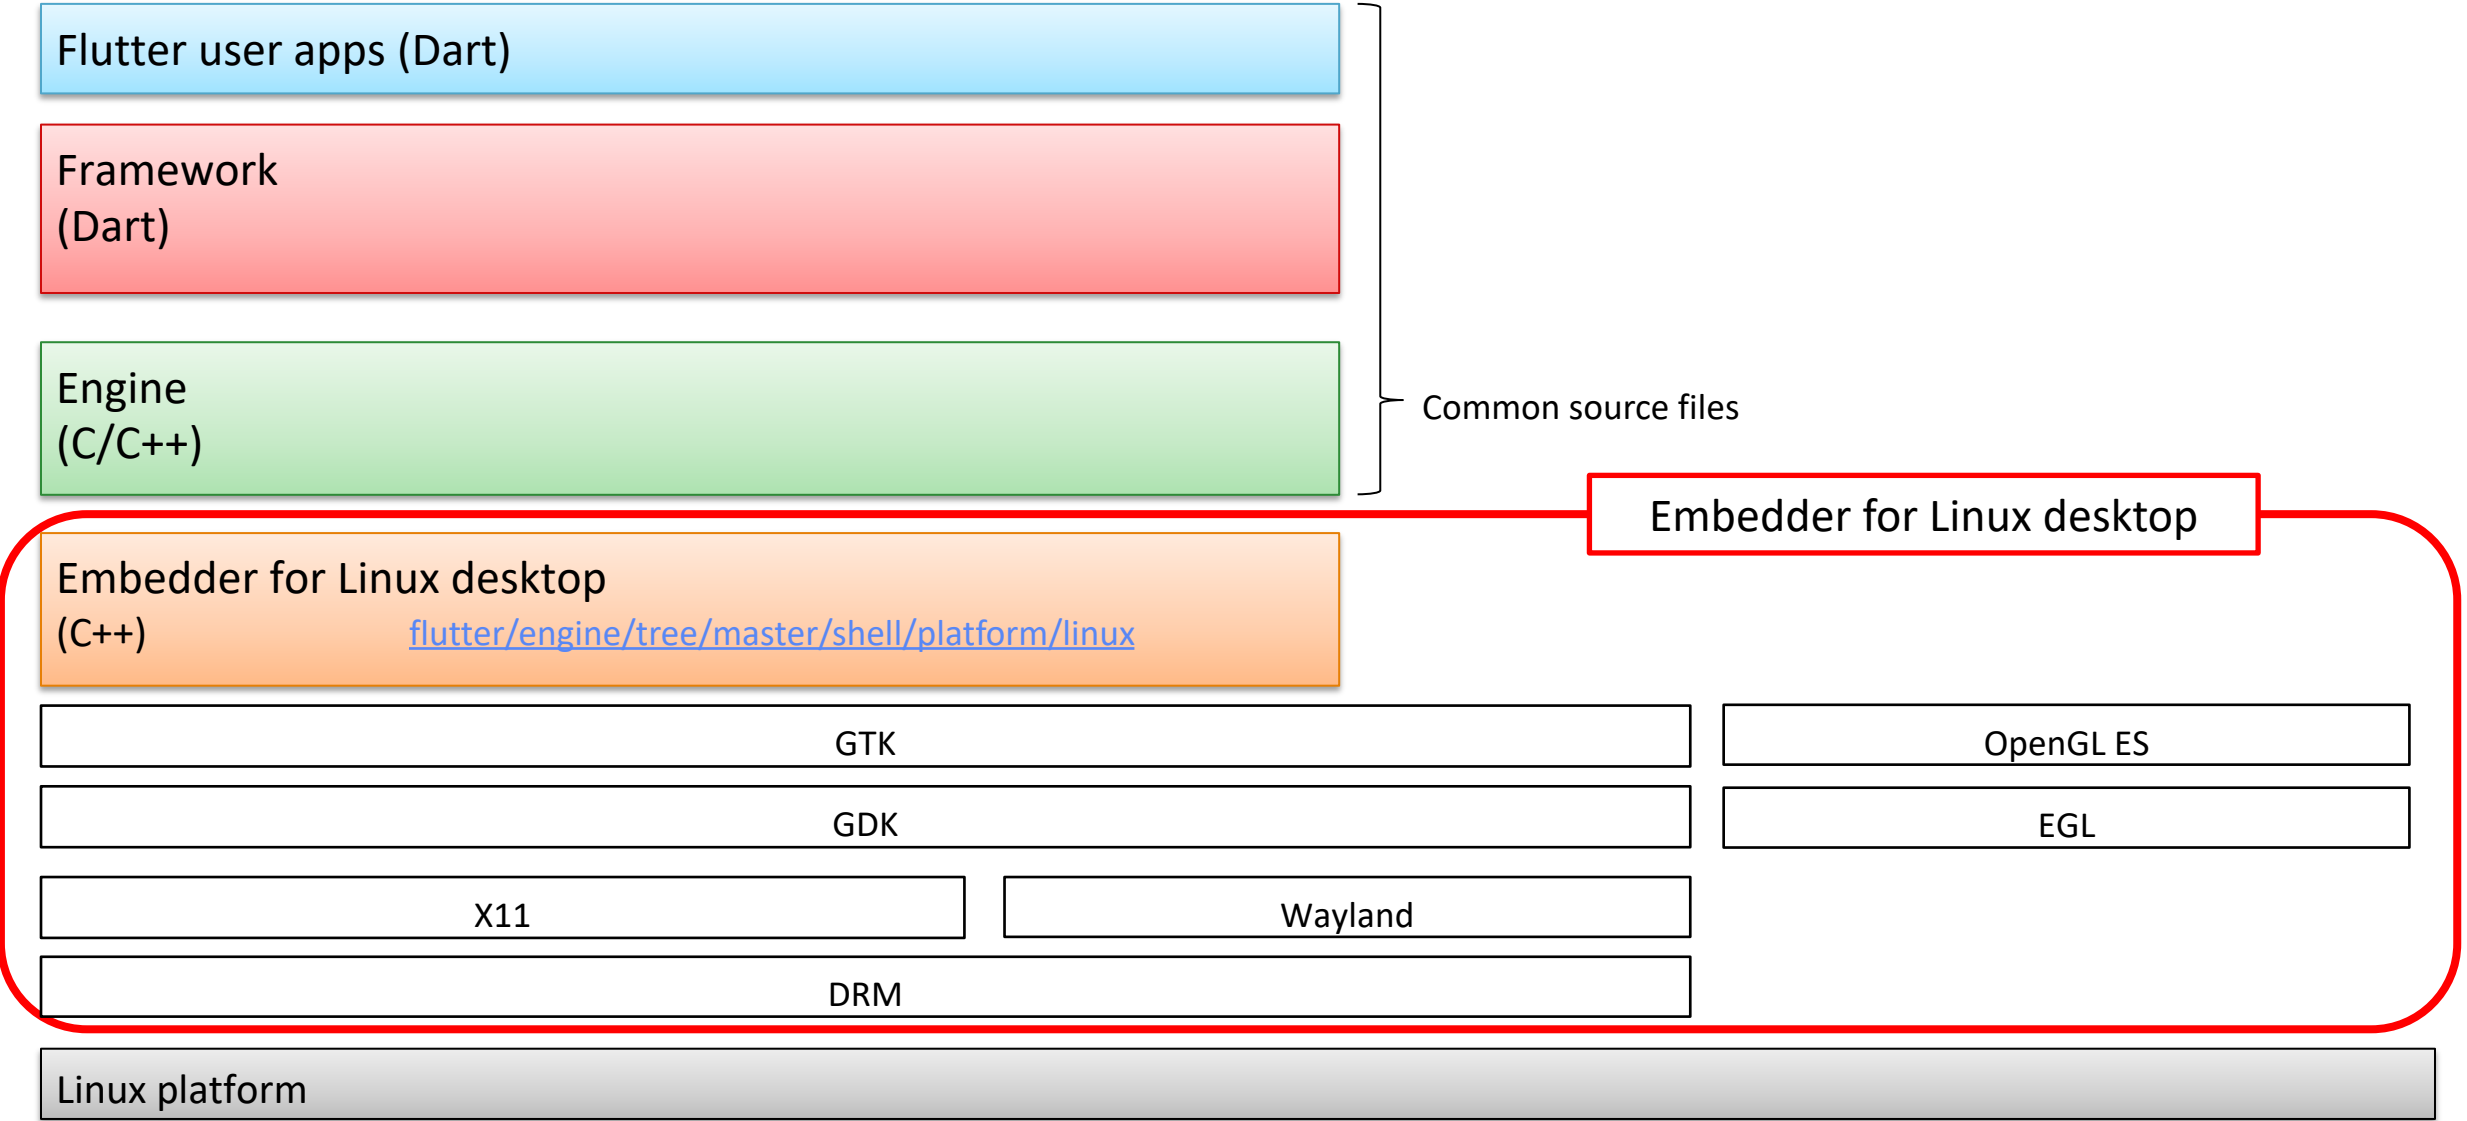 Flutter user apps (Dart)
Framework
(Dart)
Engine
(C/C++)
Common source files
Embedder for Linux desktop
Embedder for Linux desktop
(C++) flutter/engine/tree/master/shell/platform/linux
GTK
OpenGL ES
GDK
EGL
X11
Wayland
DRM
Linux platform